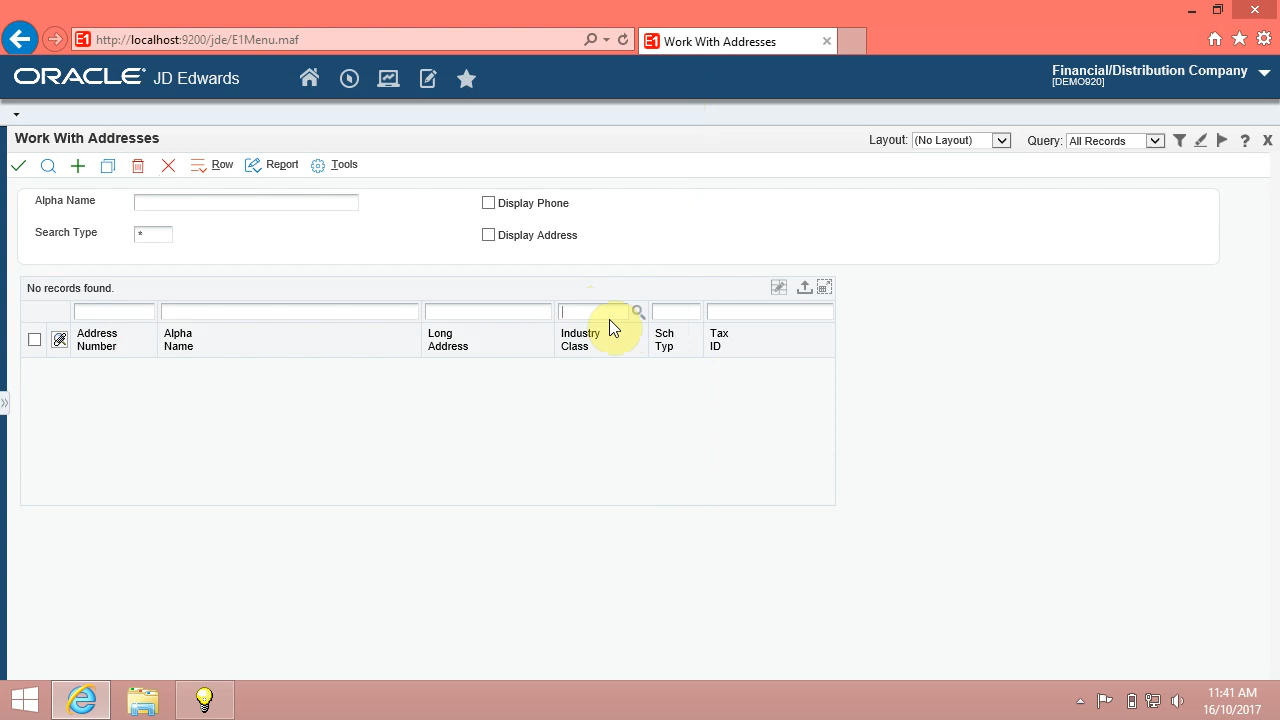 http://localhost:9200/jde/E1Menu.maf
E1 Work With Addresses
ORACLE JD Edwards
Financial/Distribution Company
[DEMO920]
Work With Addresses
Layout: (No Layout) Query: All Records
Row Report Tools
Alpha Name
Display Phone
Search Type * 
Display Address
No records found.
Address Number
Alpha Name
Long Address
Industry Class
Sch Typ
Tax ID
11:41 AM
16/10/2017